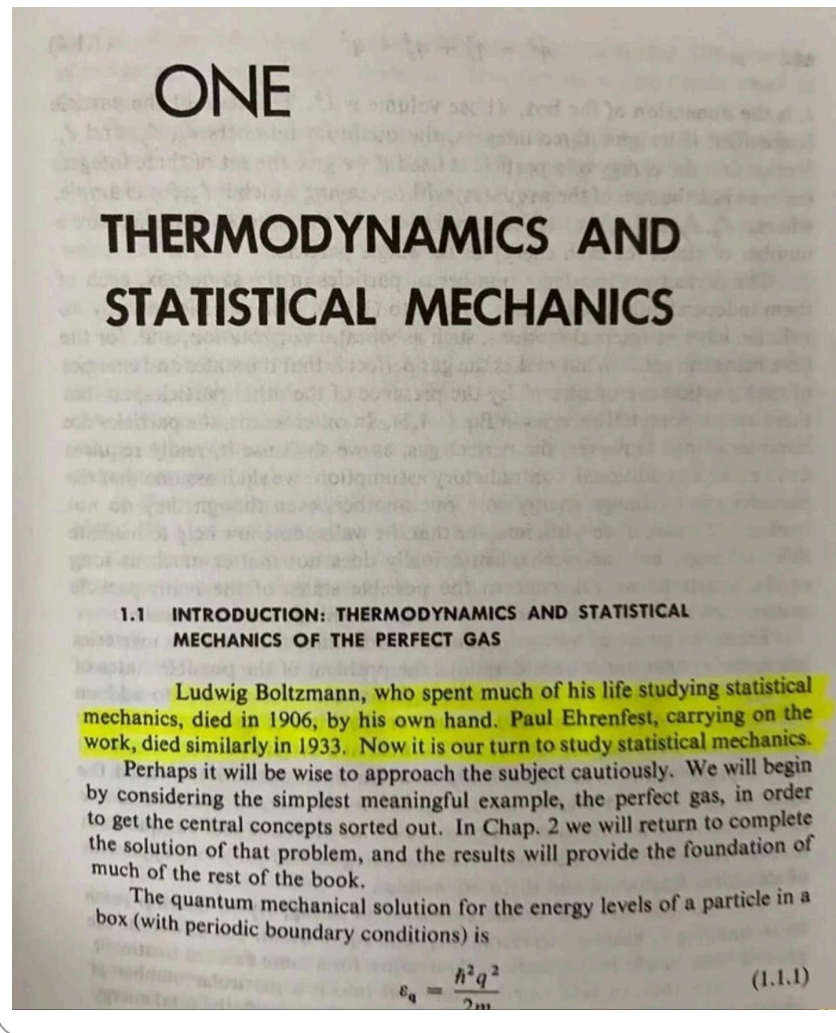 ONE
THERMODYNAMICS AND
STATISTICAL MECHANICS
1.1 INTRODUCTION: THERMODYNAMICS AND STATISTICAL
MECHANICS OF THE PERFECT GAS
Ludwig Boltzmann, who spent much of his life studying statistical
mechanics, died in 1906, by his own hand. Paul Ehrenfest, carrying on the
work, died similarly in 1933. Now it is our turn to study statistical mechanics.
Perhaps it will be wise to approach the subject cautiously. We will begin
by considering the simplest meaningful example, the perfect gas, in order
to get the central concepts sorted out. In Chap. 2 we will return to complete
the solution of that problem, and the results will provide the foundation of
much of the rest of the book.
The quantum mechanical solution for the energy levels of a particle in a
box (with periodic boundary conditions) is
ε_q = ħ²q²/2m (1.1.1)